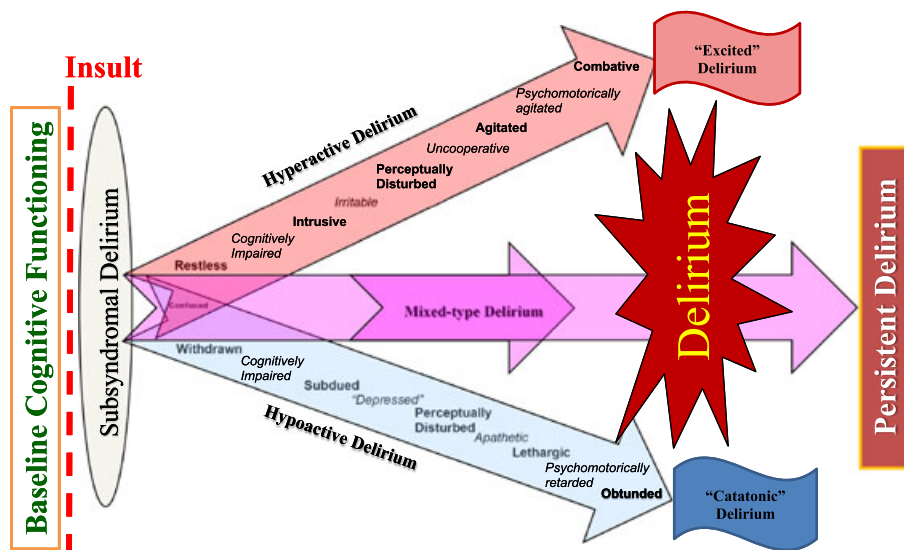 Baseline Cognitive Functioning
Insult
Subsyndromal Delirium
Hyperactive Delirium
Restless
Cognitively
Impaired
Intrusive
Irritable
Perceptually
Disturbed
Uncooperative
Agitated
Psychomotorically
agitated
Combative
“Excited”
Delirium
Confused
Mixed-type Delirium
Delirium
Persistent Delirium
Hypoactive Delirium
Withdrawn
Cognitively
Impaired
Subdued
“Depressed”
Perceptually
Disturbed
Apathetic
Lethargic
Psychomotorically
retarded
Obtunded
“Catatonic”
Delirium